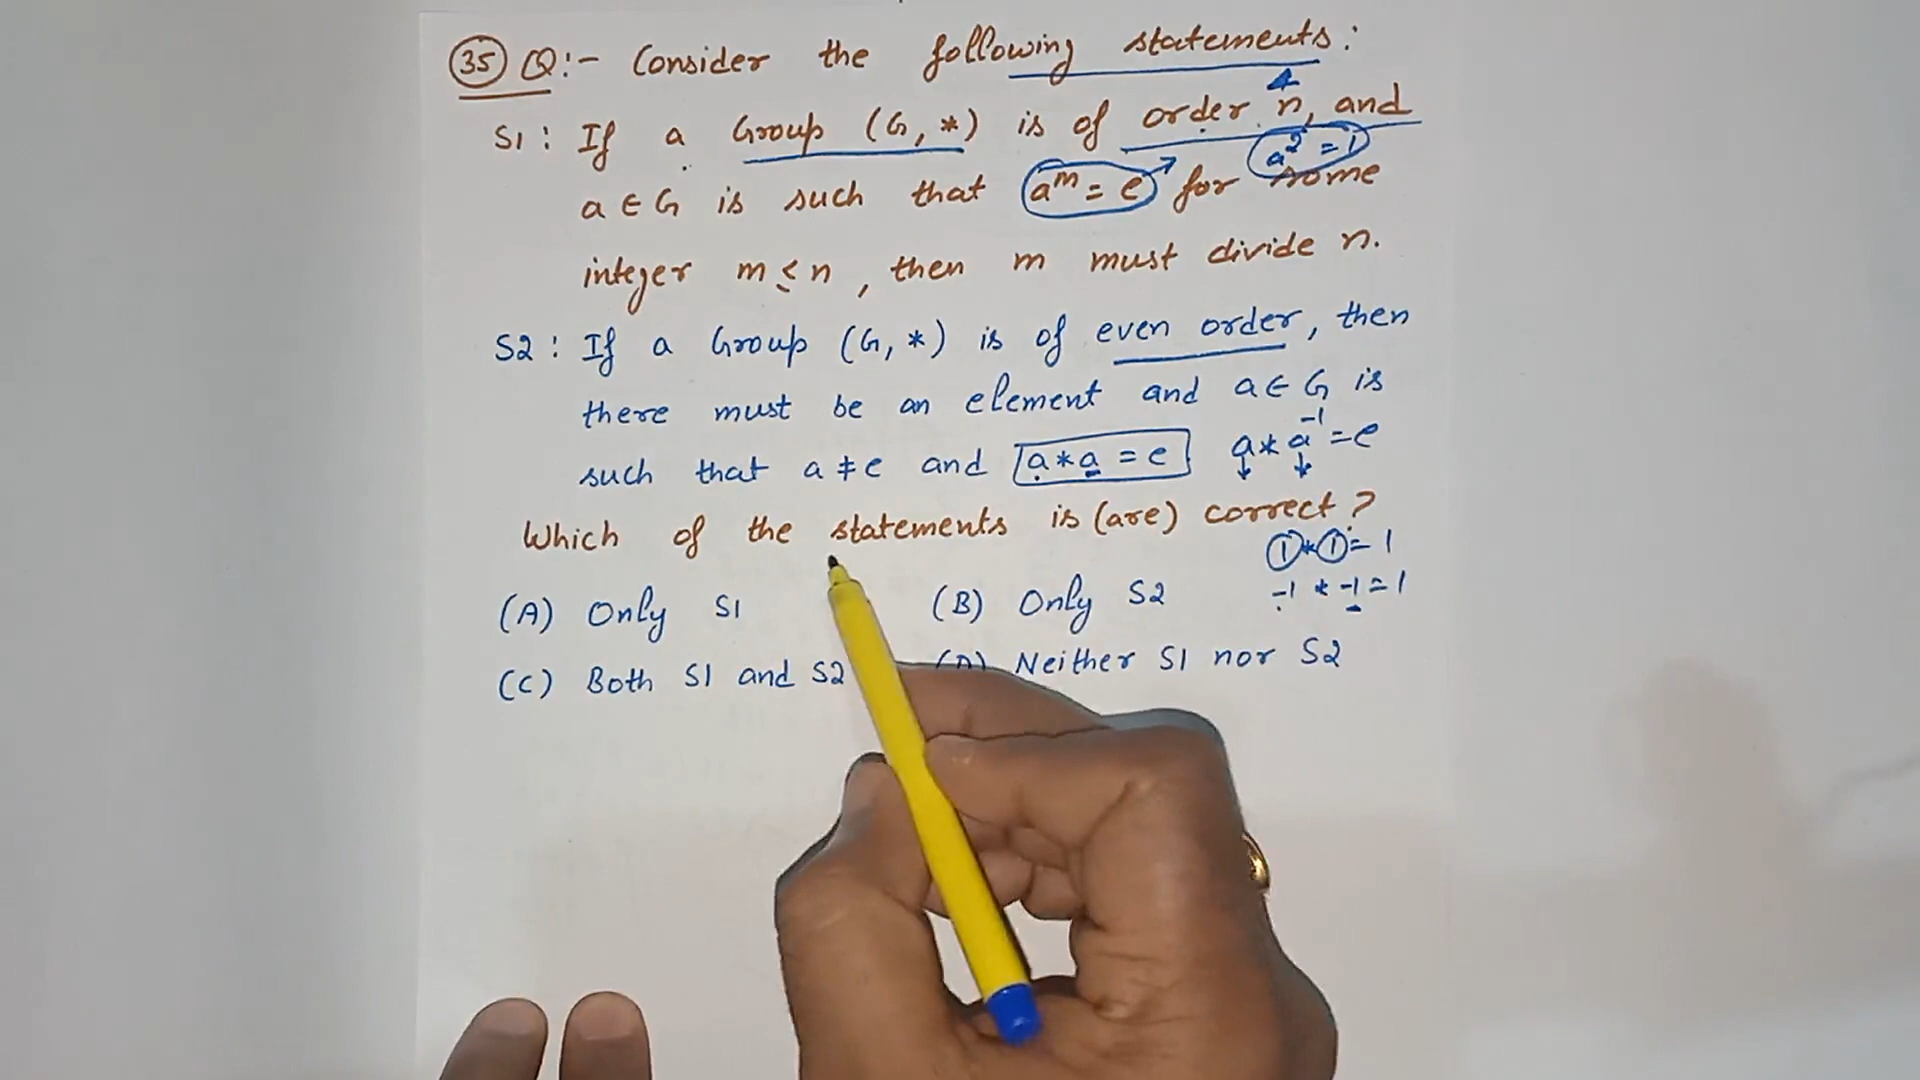 35 Q:- Consider the following statements:
4
S1: If a Group (G, *) is of order n, and
a² = 1
a ∈ G is such that a^m = e for some
integer m ≤ n, then m must divide n.
S2: If a Group (G, *) is of even order, then
there must be an element and a ∈ G is
such that a ≠ e and a * a = e a * a⁻¹ = e
Which of the statements is (are) correct?
1 * 1 = 1
-1 * -1 = 1
(A) Only S1 (B) Only S2
(C) Both S1 and S2 (D) Neither S1 nor S2